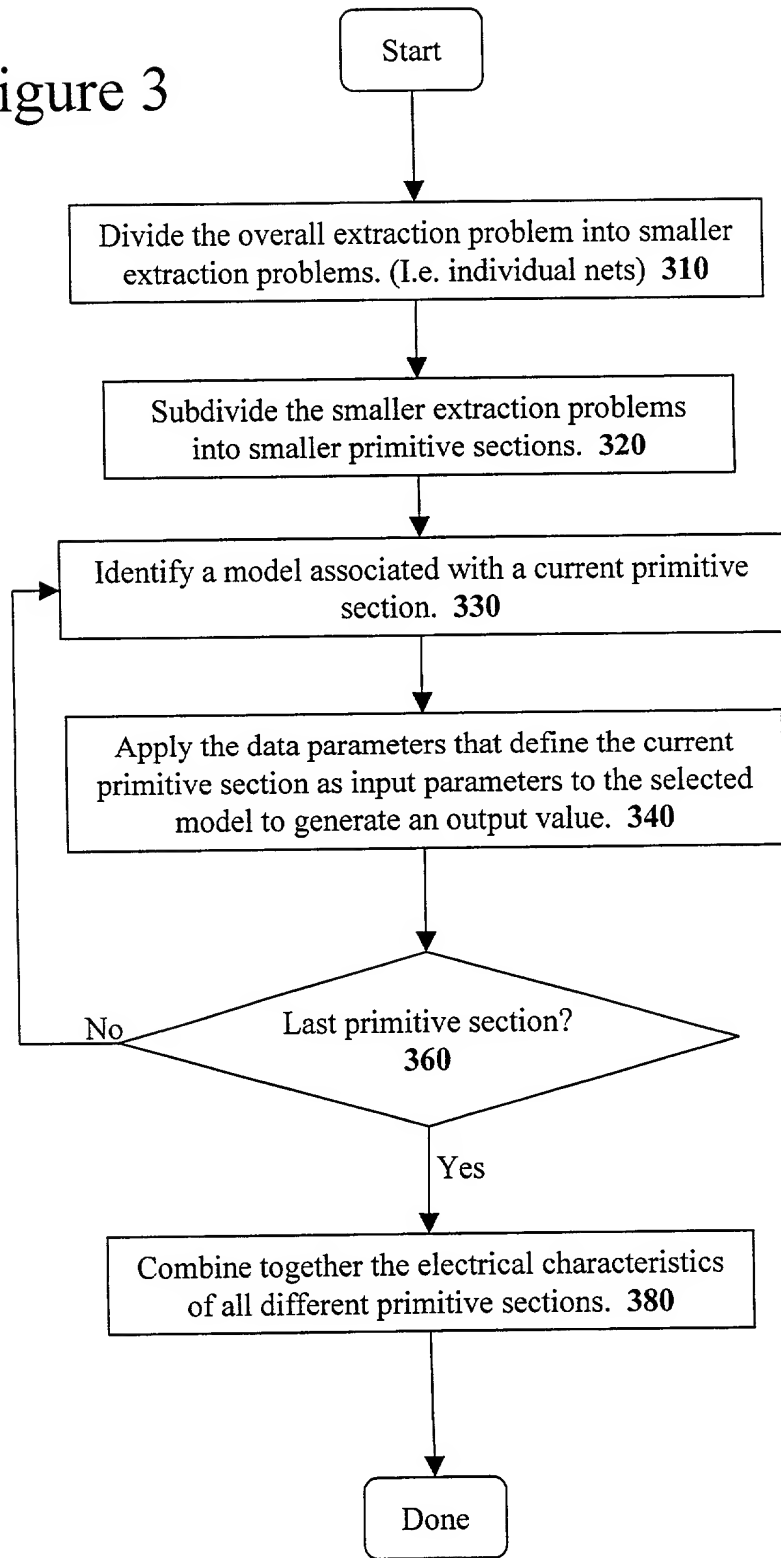 Start
igure 3
Divide the overall extraction problem into smaller
extraction problems. (I.e. individual nets) 310
Subdivide the smaller extraction problems
into smaller primitive sections. 320
Identify a model associated with a current primitive
section. 330
Apply the data parameters that define the current
primitive section as input parameters to the selected
model to generate an output value. 340
Last primitive section?
360
No
Yes
Combine together the electrical characteristics
of all different primitive sections. 380
Done